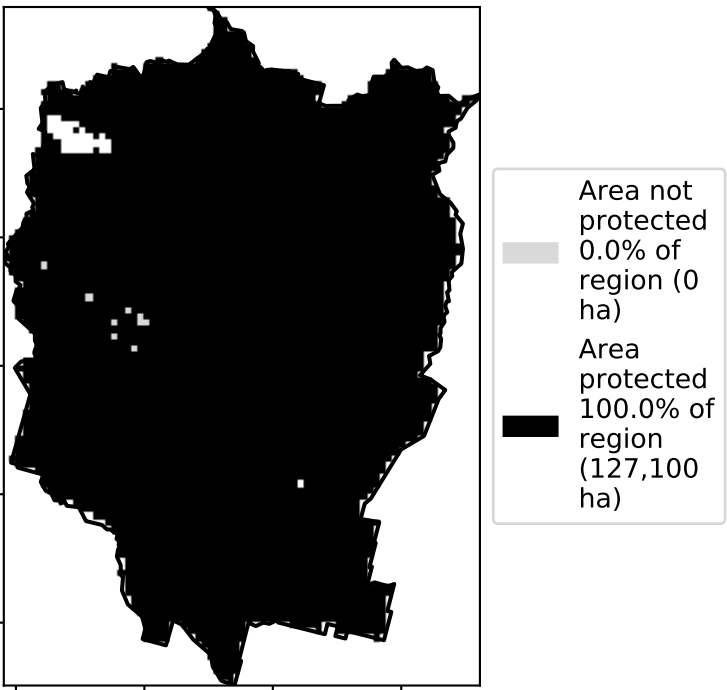 Area not
protected
0.0% of
region (0
ha)
Area
protected
100.0% of
region
(127,100
ha)